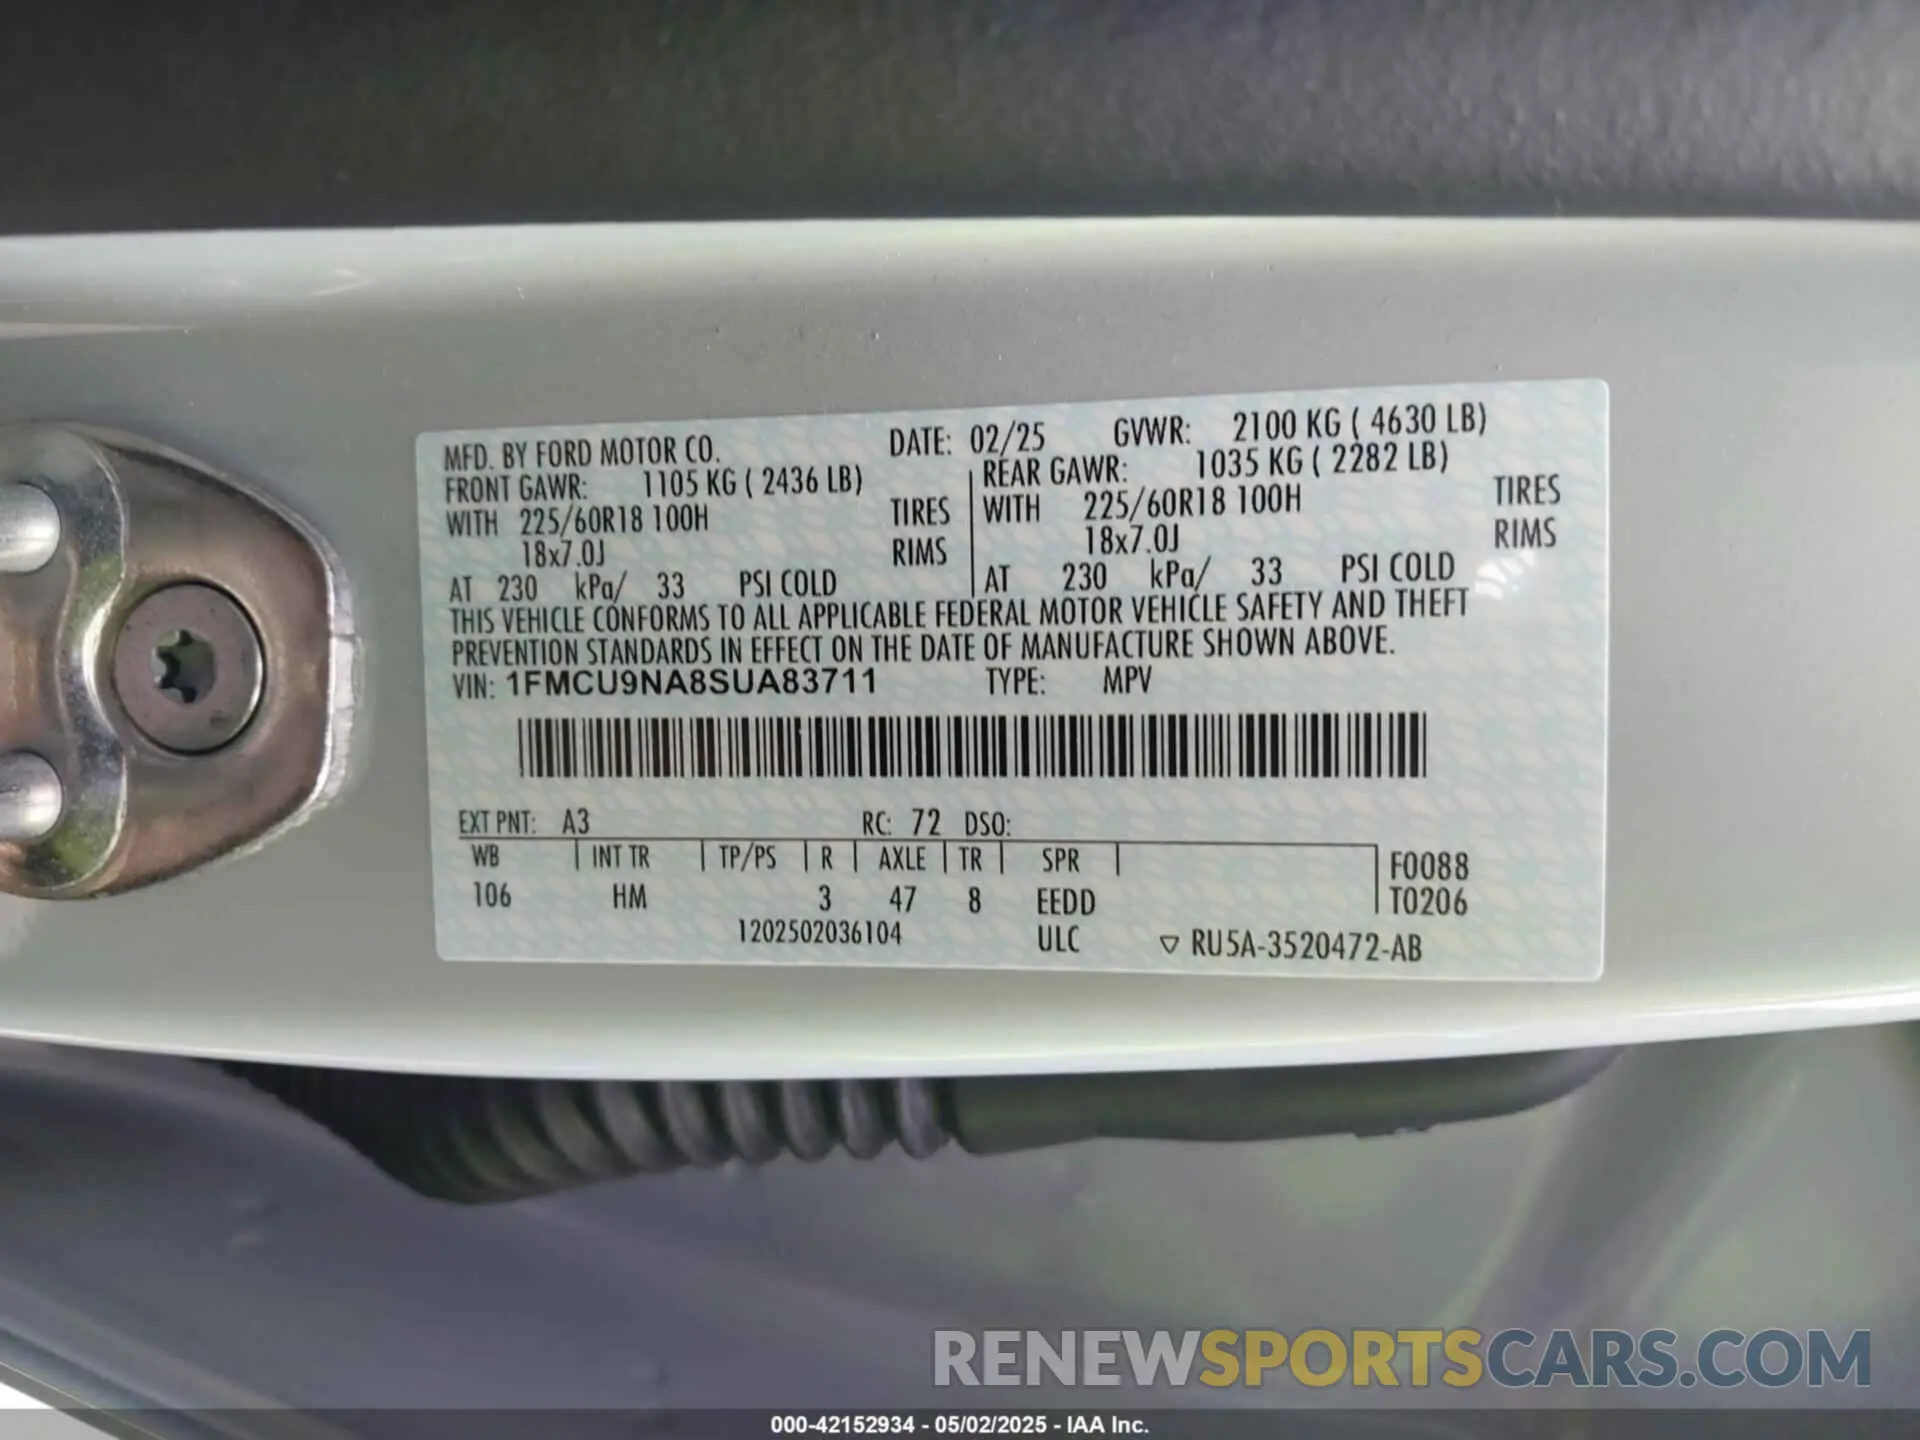 MFD. BY FORD MOTOR CO. DATE: 02/25 GVWR: 2100 KG ( 4630 LB)
FRONT GAWR: 1105 KG ( 2436 LB) REAR GAWR: 1035 KG ( 2282 LB)
WITH 225/60R18 100H TIRES WITH 225/60R18 100H TIRES
18x7.0J RIMS 18x7.0J RIMS
AT 230 kPa/ 33 PSI COLD AT 230 kPa/ 33 PSI COLD
THIS VEHICLE CONFORMS TO ALL APPLICABLE FEDERAL MOTOR VEHICLE SAFETY AND THEFT
PREVENTION STANDARDS IN EFFECT ON THE DATE OF MANUFACTURE SHOWN ABOVE.
VIN: 1FMCU9NA8SUA83711 TYPE: MPV
EXT PNT: A3 RC: 72 DSO:
WB INT TR TP/PS R AXLE TR SPR F0088
106 HM 3 47 8 EEDD T0206
1202502036104 ULC ▽ RU5A-3520472-AB
RENEWSPORTSCARS.COM
000-42152934 - 05/02/2025 - IAA Inc.